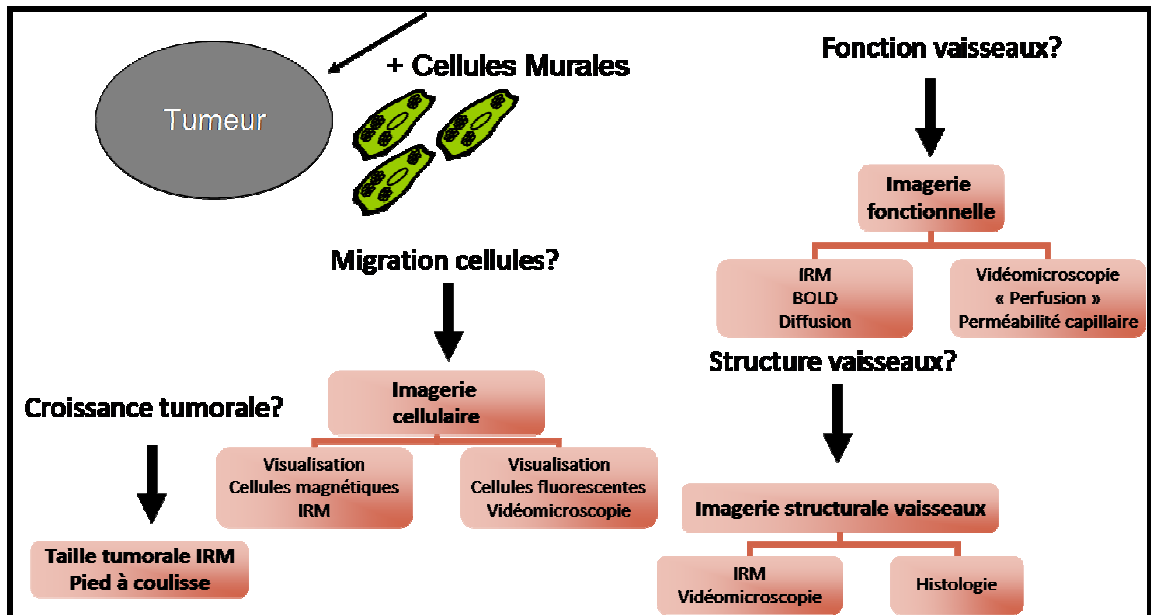 Tumeur
+ Cellules Murales
Migration cellules?
Imagerie
cellulaire
Visualisation
Cellules magnétiques
IRM
Visualisation
Cellules fluorescentes
Vidéomicroscopie
Croissance tumorale?
Taille tumorale IRM
Pied à coulisse
Fonction vaisseaux?
Imagerie
fonctionnelle
IRM
BOLD
Diffusion
Vidéomicroscopie
« Perfusion »
Perméabilité capillaire
Structure vaisseaux?
Imagerie structurale vaisseaux
IRM
Vidéomicroscopie
Histologie